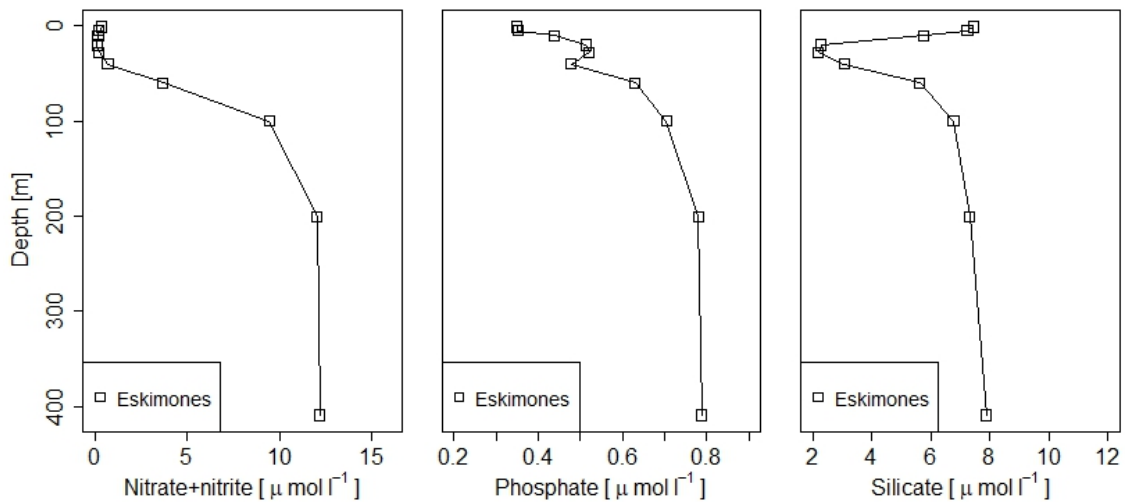 0
100
200
300
400
Depth [m]
Eskimones
0 5 10 15
Nitrate+nitrite [ μ mol l⁻¹ ]
Eskimones
0.2 0.4 0.6 0.8
Phosphate [ μ mol l⁻¹ ]
Eskimones
2 4 6 8 10 12
Silicate [ μ mol l⁻¹ ]